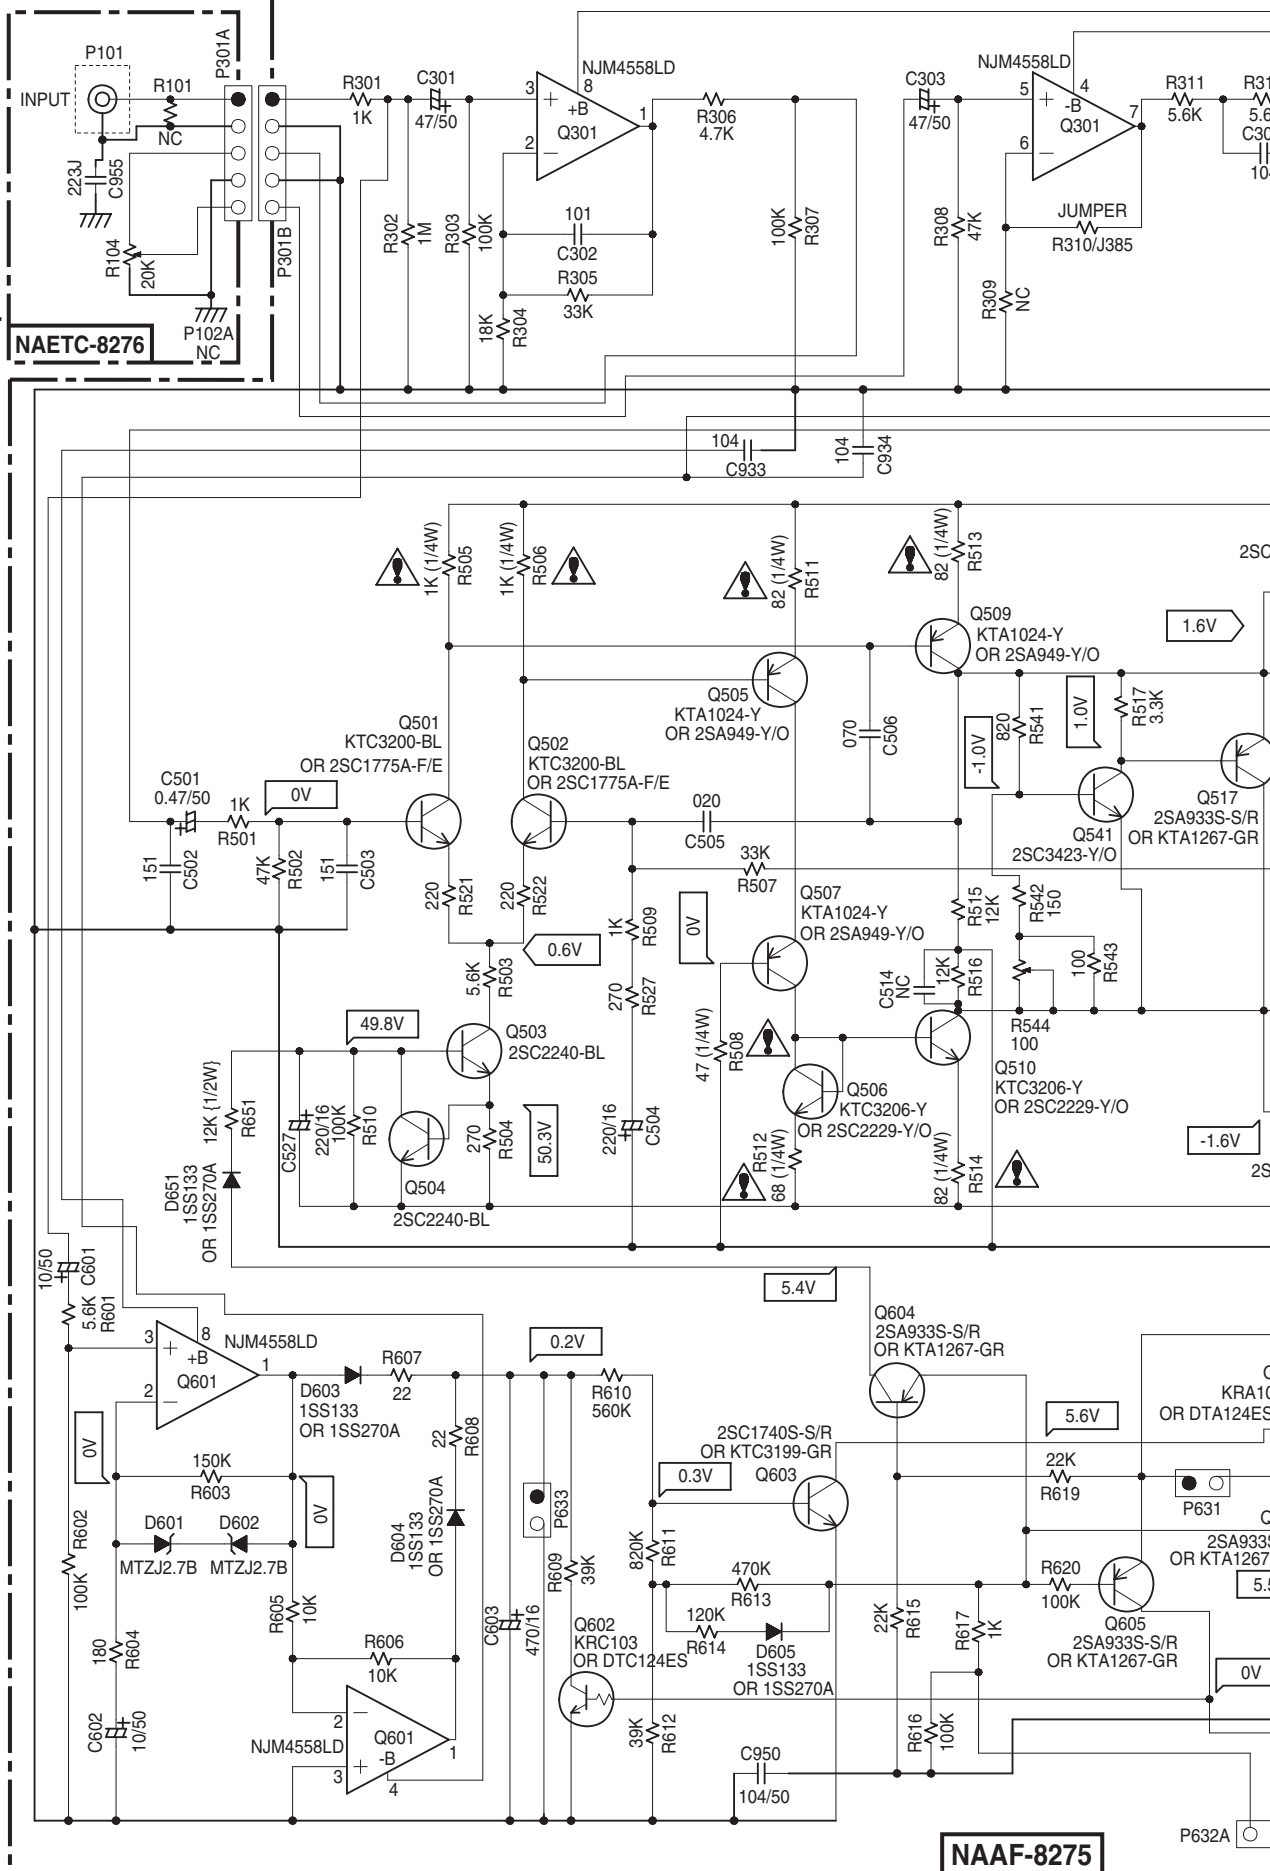 P101
INPUT
R101
NC
223J
C955
R104
20K
P102A
NC
NAETC-8276
P301A
P301B
R301
1K
C301
47/50
R302
1M
R303
100K
3
2
8
+B
Q301
1
NJM4558LD
101
C302
R305
33K
18K
R304
R306
4.7K
100K
R307
C303
47/50
R308
47K
NJM4558LD
5
6
4
-B
Q301
7
JUMPER
R310/J385
R309
NC
R311
5.6K
104
C933
104
C934
1K (1/4W)
R505
1K (1/4W)
R506
82 (1/4W)
R511
82 (1/4W)
R513
Q509
KTA1024-Y
OR 2SA949-Y/O
1.6V
Q505
KTA1024-Y
OR 2SA949-Y/O
070
C506
-1.0V
820
R541
1.0V
R517
3.3K
Q501
KTC3200-BL
OR 2SC1775A-F/E
Q502
KTC3200-BL
OR 2SC1775A-F/E
C501
0.47/50
1K
R501
0V
151
C502
47K
R502
151
C503
020
C505
33K
R507
Q541
2SC3423-Y/O
Q517
2SA933S-S/R
OR KTA1267-GR
220
R521
220
R522
0.6V
5.6K
R503
1K
R509
270
R527
0V
Q507
KTA1024-Y
OR 2SA949-Y/O
R515
12K
C514
NC
12K
R516
R542
150
100
R543
R544
100
49.8V
Q503
2SC2240-BL
12K {1/2W}
R651
C527
220/16
100K
R510
Q504
2SC2240-BL
270
R504
50.3V
220/16
C504
47 (1/4W)
R508
Q506
KTC3206-Y
OR 2SC2229-Y/O
R512
68 (1/4W)
Q510
KTC3206-Y
OR 2SC2229-Y/O
82 (1/4W)
R514
-1.6V
D651
1SS133
OR 1SS270A
10/50
C601
5.6K
R601
3
2
8
+B
Q601
1
NJM4558LD
0V
150K
R603
D601
MTZJ2.7B
D602
MTZJ2.7B
0V
R602
100K
180
R604
C602
10/50
D603
1SS133
OR 1SS270A
R607
22
22
R608
D604
1SS133
OR 1SS270A
R605
10K
R606
10K
NJM4558LD
2
3
Q601
-B
4
1
0.2V
R610
560K
P633
R609
39K
C603
470/16
Q602
KRC103
OR DTC124ES
5.4V
Q604
2SA933S-S/R
OR KTA1267-GR
2SC1740S-S/R
OR KTC3199-GR
Q603
0.3V
820K
R611
470K
R613
120K
R614
D605
1SS133
OR 1SS270A
39K
R612
C950
104/50
5.6V
22K
R619
P631
22K
R615
R617
1K
R620
100K
Q605
2SA933S-S/R
OR KTA1267-GR
R616
100K
OR DTA124ES
0V
P632A
NAAF-8275